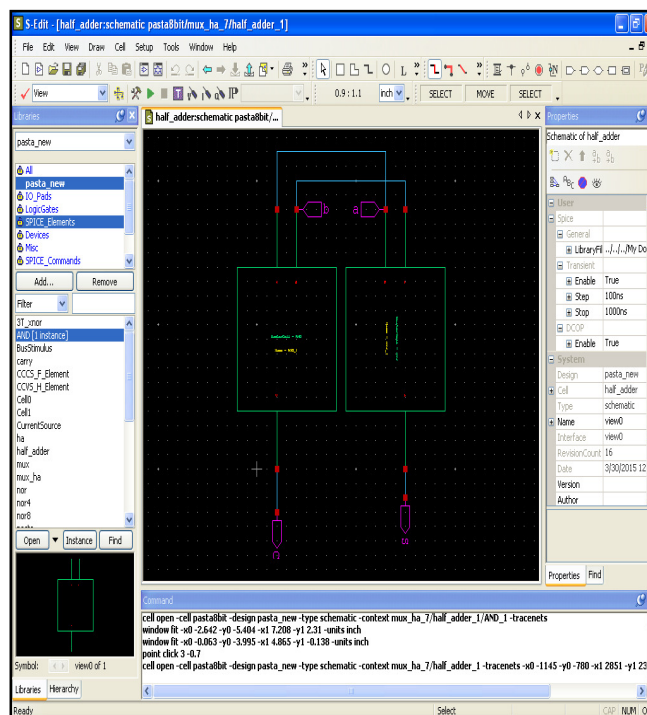 S-Edit - [half_adder:schematic pasta8bit/mux_ha_7/half_adder_1]
File Edit View Draw Cell Setup Tools Window Help
View
0.9 : 1.1 inch SELECT MOVE SELECT
Libraries
half_adder:schematic pasta8bit/...
Properties
pasta_new
Schematic of half_adder
All
pasta_new
IO_Pads
LogicGates
SPICE_Elements
Devices
Misc
SPICE_Commands
Add... Remove
Filter
3T_xnor
AND [1 instance]
BusStimulus
carry
CCCS_F_Element
CCVS_H_Element
Cell0
Cell1
CurrentSource
ha
half_adder
mux
mux_ha
nor
nor4
nor8
Open Instance Find
Symbol: view0 of 1
Libraries Hierarchy
b a
c s
User
Spice
General
LibraryFil ../../../My Do
Transient
Enable True
Step 100ns
Stop 1000ns
DCOP
Enable True
System
Design pasta_new
Cell half_adder
Type schematic
Name view0
Interface view0
RevisionCount 16
Date 3/30/2015 12
Version
Author
Properties Find
Command
cell open -cell pasta8bit -design pasta_new -type schematic -context mux_ha_7/half_adder_1/AND_1 -tracenets
window fit -x0 -2.642 -y0 -5.404 -x1 7.208 -y1 2.31 -units inch
window fit -x0 -0.063 -y0 -3.995 -x1 4.865 -y1 -0.138 -units inch
point click 3 -0.7
cell open -cell pasta8bit -design pasta_new -type schematic -context mux_ha_7/half_adder_1 -tracenets -x0 -1145 -y0 -780 -x1 2851 -y1 23
Ready Select CAP NUM